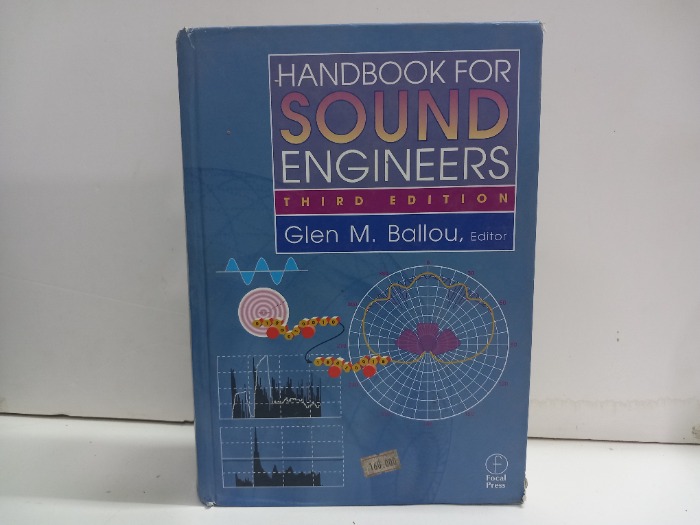 HANDBOOK FOR
SOUND
ENGINEERS
THIRD EDITION
Glen M. Ballou, Editor
160.000
Focal
Press